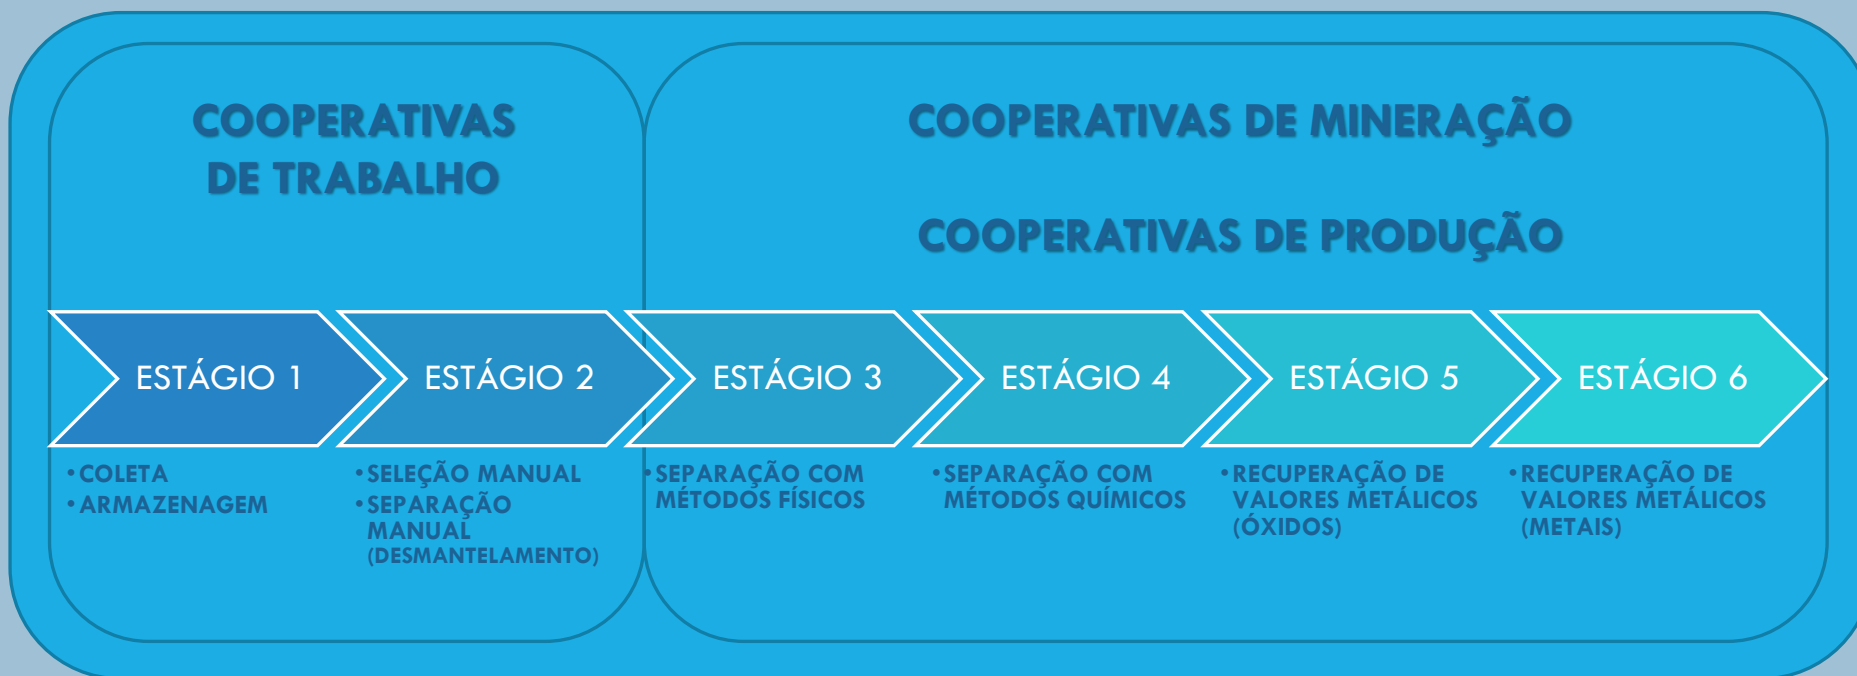 COOPERATIVAS
DE TRABALHO
COOPERATIVAS DE MINERAÇÃO
COOPERATIVAS DE PRODUÇÃO
ESTÁGIO 1
ESTÁGIO 2
ESTÁGIO 3
ESTÁGIO 4
ESTÁGIO 5
ESTÁGIO 6
• COLETA
• ARMAZENAGEM
• SELEÇÃO MANUAL
• SEPARAÇÃO
MANUAL
(DESMANTELAMENTO)
• SEPARAÇÃO COM
MÉTODOS FÍSICOS
• SEPARAÇÃO COM
MÉTODOS QUÍMICOS
• RECUPERAÇÃO DE
VALORES METÁLICOS
(ÓXIDOS)
• RECUPERAÇÃO DE
VALORES METÁLICOS
(METAIS)